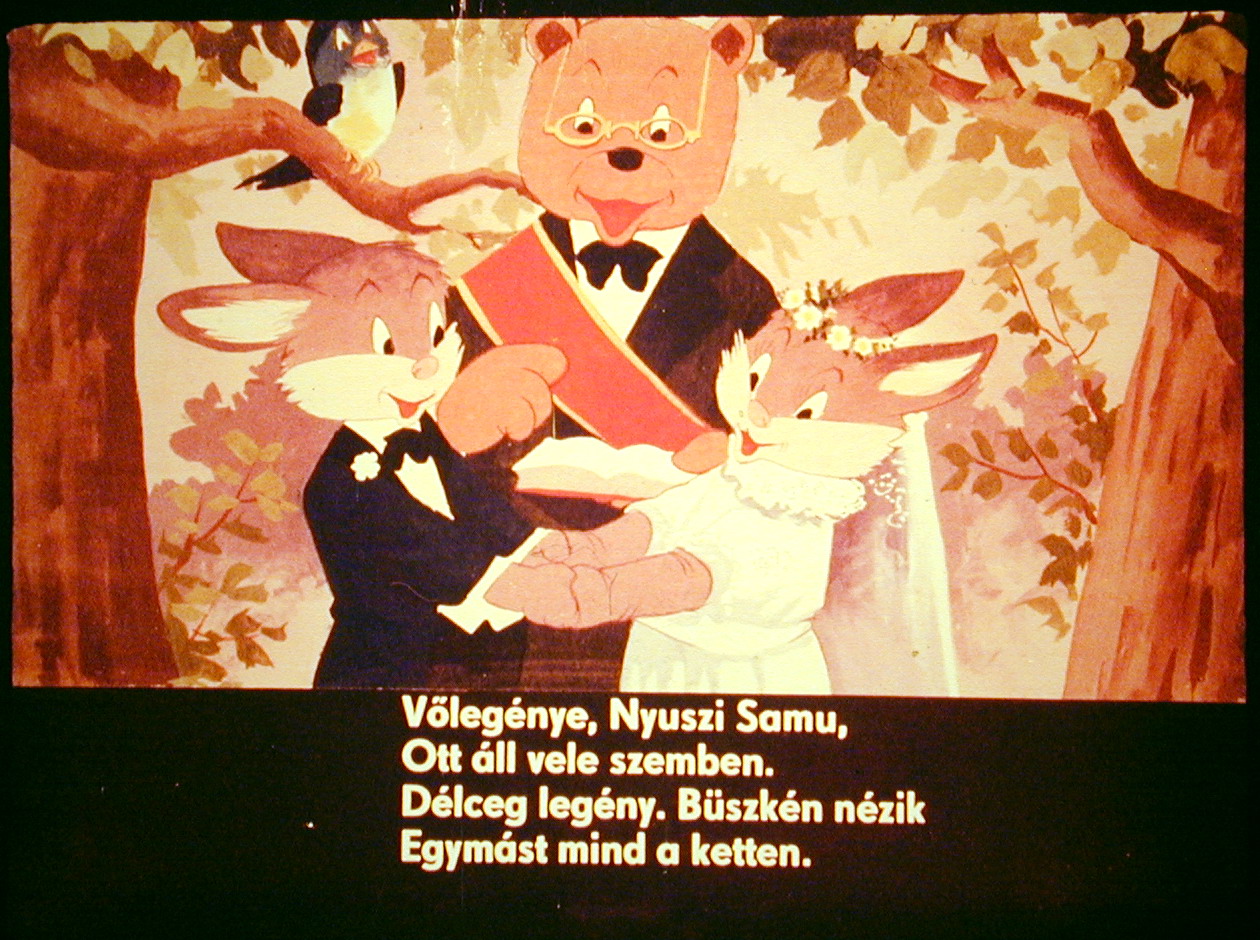 Vőlegénye, Nyuszi Samu,
Ott áll vele szemben.
Délceg legény. Büszkén nézik
Egymást mind a ketten.